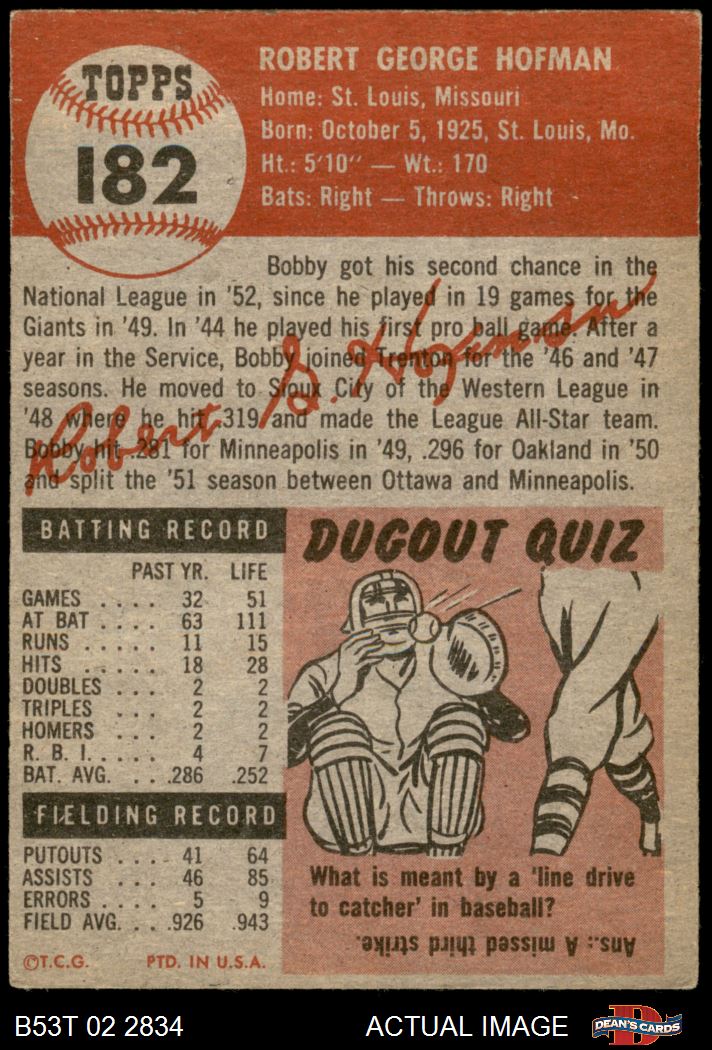 TOPPS
182
ROBERT GEORGE HOFMAN
Home: St. Louis, Missouri
Born: October 5, 1925, St. Louis, Mo.
Ht.: 5'10" — Wt.: 170
Bats: Right — Throws: Right
Bobby got his second chance in the
National League in '52, since he played in 19 games for the
Giants in '49. In '44 he played his first pro ball game. After a
year in the Service, Bobby joined Trenton for the '46 and '47
seasons. He moved to Sioux City of the Western League in
'48 where he hit .319 and made the League All-Star team.
Bobby hit .281 for Minneapolis in '49, .296 for Oakland in '50
and split the '51 season between Ottawa and Minneapolis.
Robert G. Hofman
BATTING RECORD
PAST YR. LIFE
GAMES .... 32 51
AT BAT .... 63 111
RUNS .... 11 15
HITS .... 18 28
DOUBLES ... 2 2
TRIPLES ... 2 2
HOMERS ... 2 2
R. B. I. .... 4 7
BAT. AVG. .. .286 .252
FIELDING RECORD
PUTOUTS .... 41 64
ASSISTS .... 46 85
ERRORS .... 5 9
FIELD AVG. .. .926 .943
©T.C.G. PTD. IN U.S.A.
DUGOUT QUIZ
What is meant by a 'line drive
to catcher' in baseball?
Ans.: A missed third strike.
B53T 02 2834 ACTUAL IMAGE
D
DEAN'S CARDS